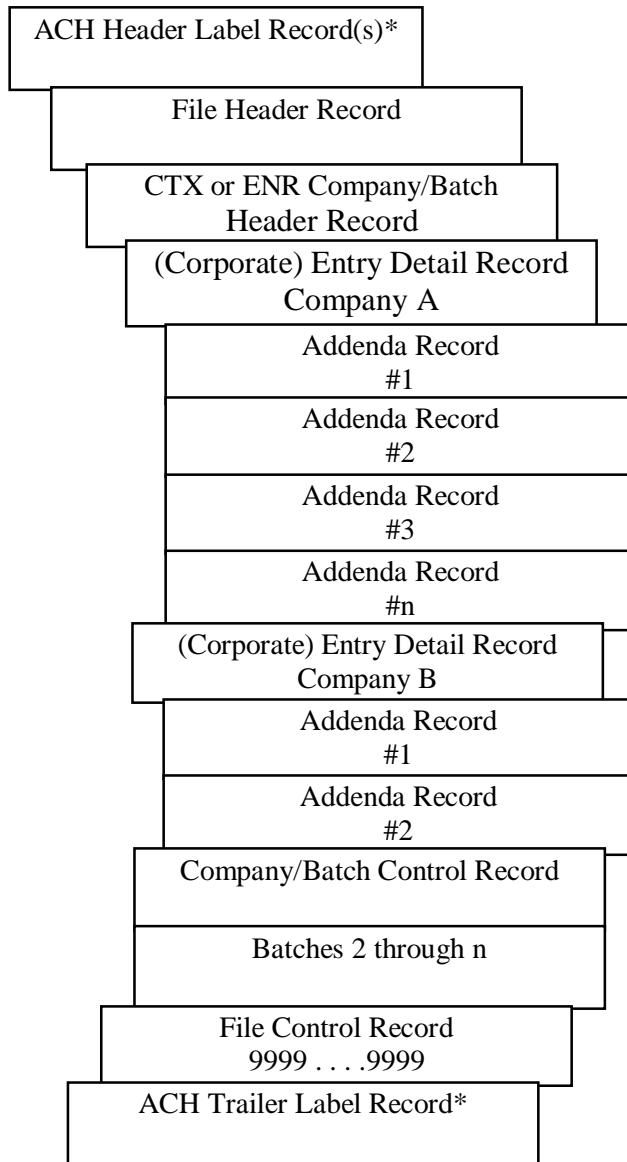 ACH Header Label Record(s)*
File Header Record
CTX or ENR Company/Batch
Header Record
(Corporate) Entry Detail Record
Company A
Addenda Record
#1
Addenda Record
#2
Addenda Record
#3
Addenda Record
#n
(Corporate) Entry Detail Record
Company B
Addenda Record
#1
Addenda Record
#2
Company/Batch Control Record
Batches 2 through n
File Control Record
9999 . . . .9999
ACH Trailer Label Record*